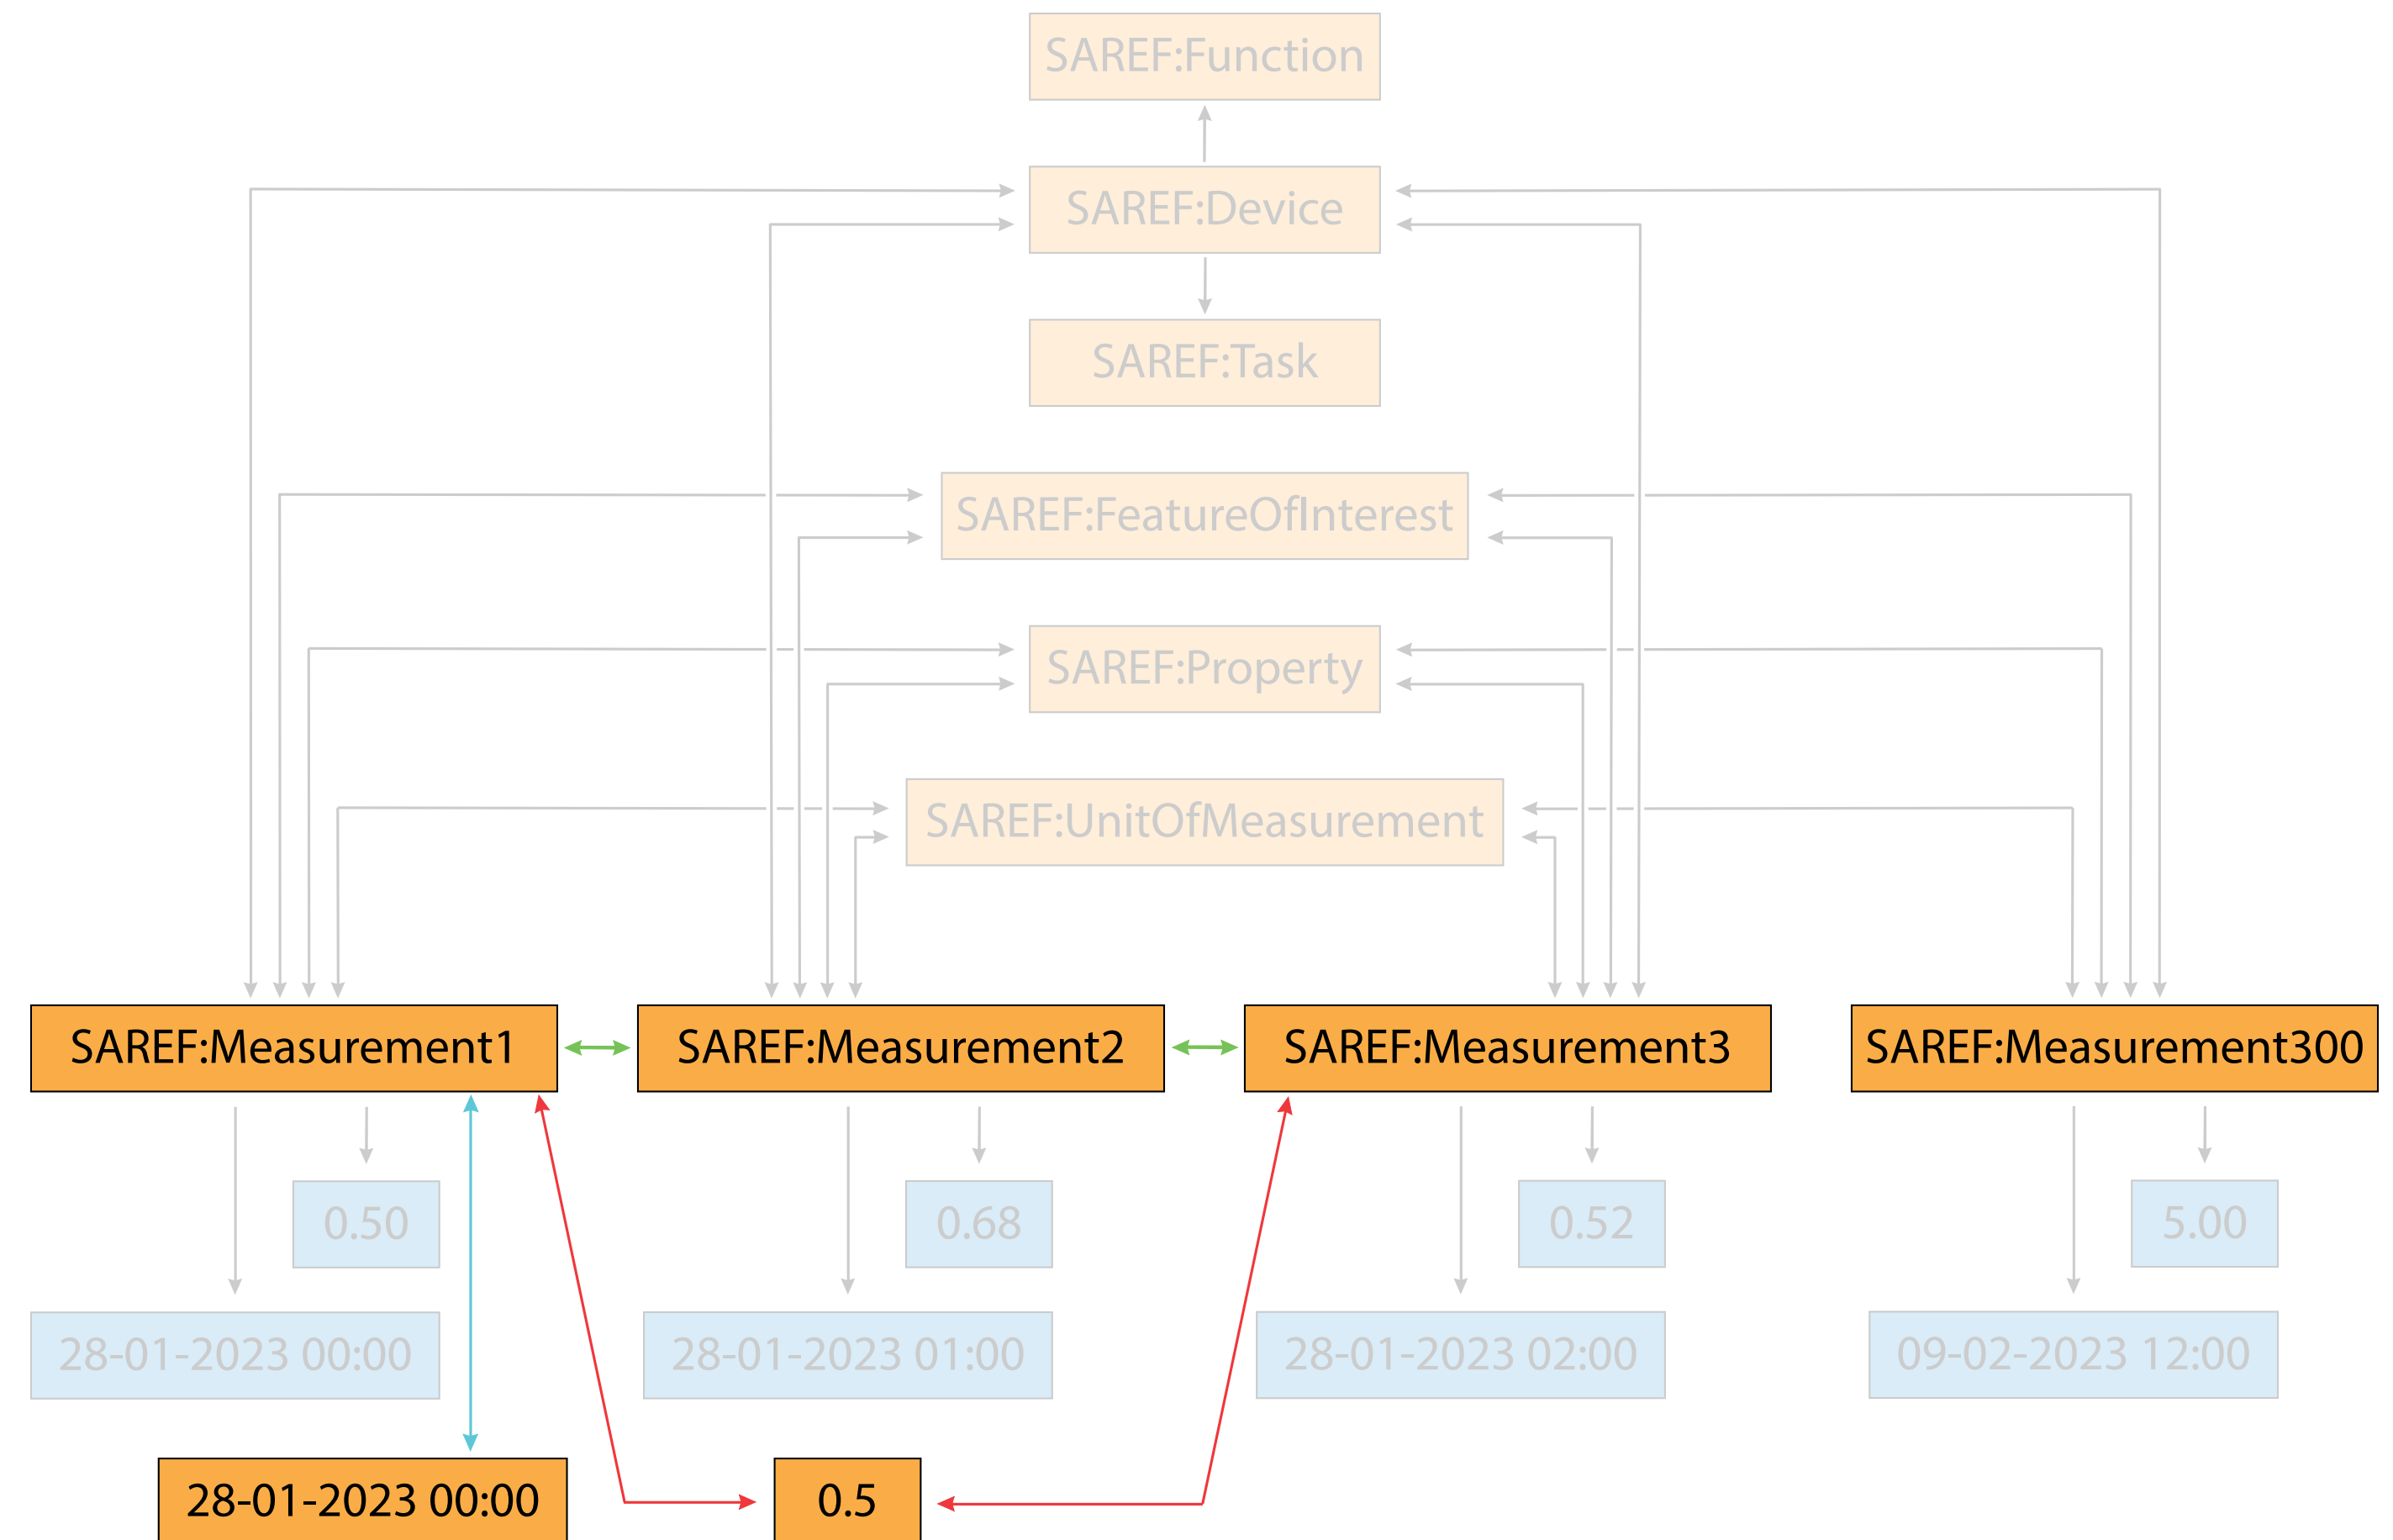 SAREF:Function
SAREF:Device
SAREF:Task
SAREF:FeatureOfInterest
SAREF:Property
SAREF:UnitOfMeasurement
SAREF:Measurement1
SAREF:Measurement2
SAREF:Measurement3
SAREF:Measurement300
0.50
0.68
0.52
5.00
28-01-2023 00:00
28-01-2023 01:00
28-01-2023 02:00
09-02-2023 12:00
28-01-2023 00:00
0.5